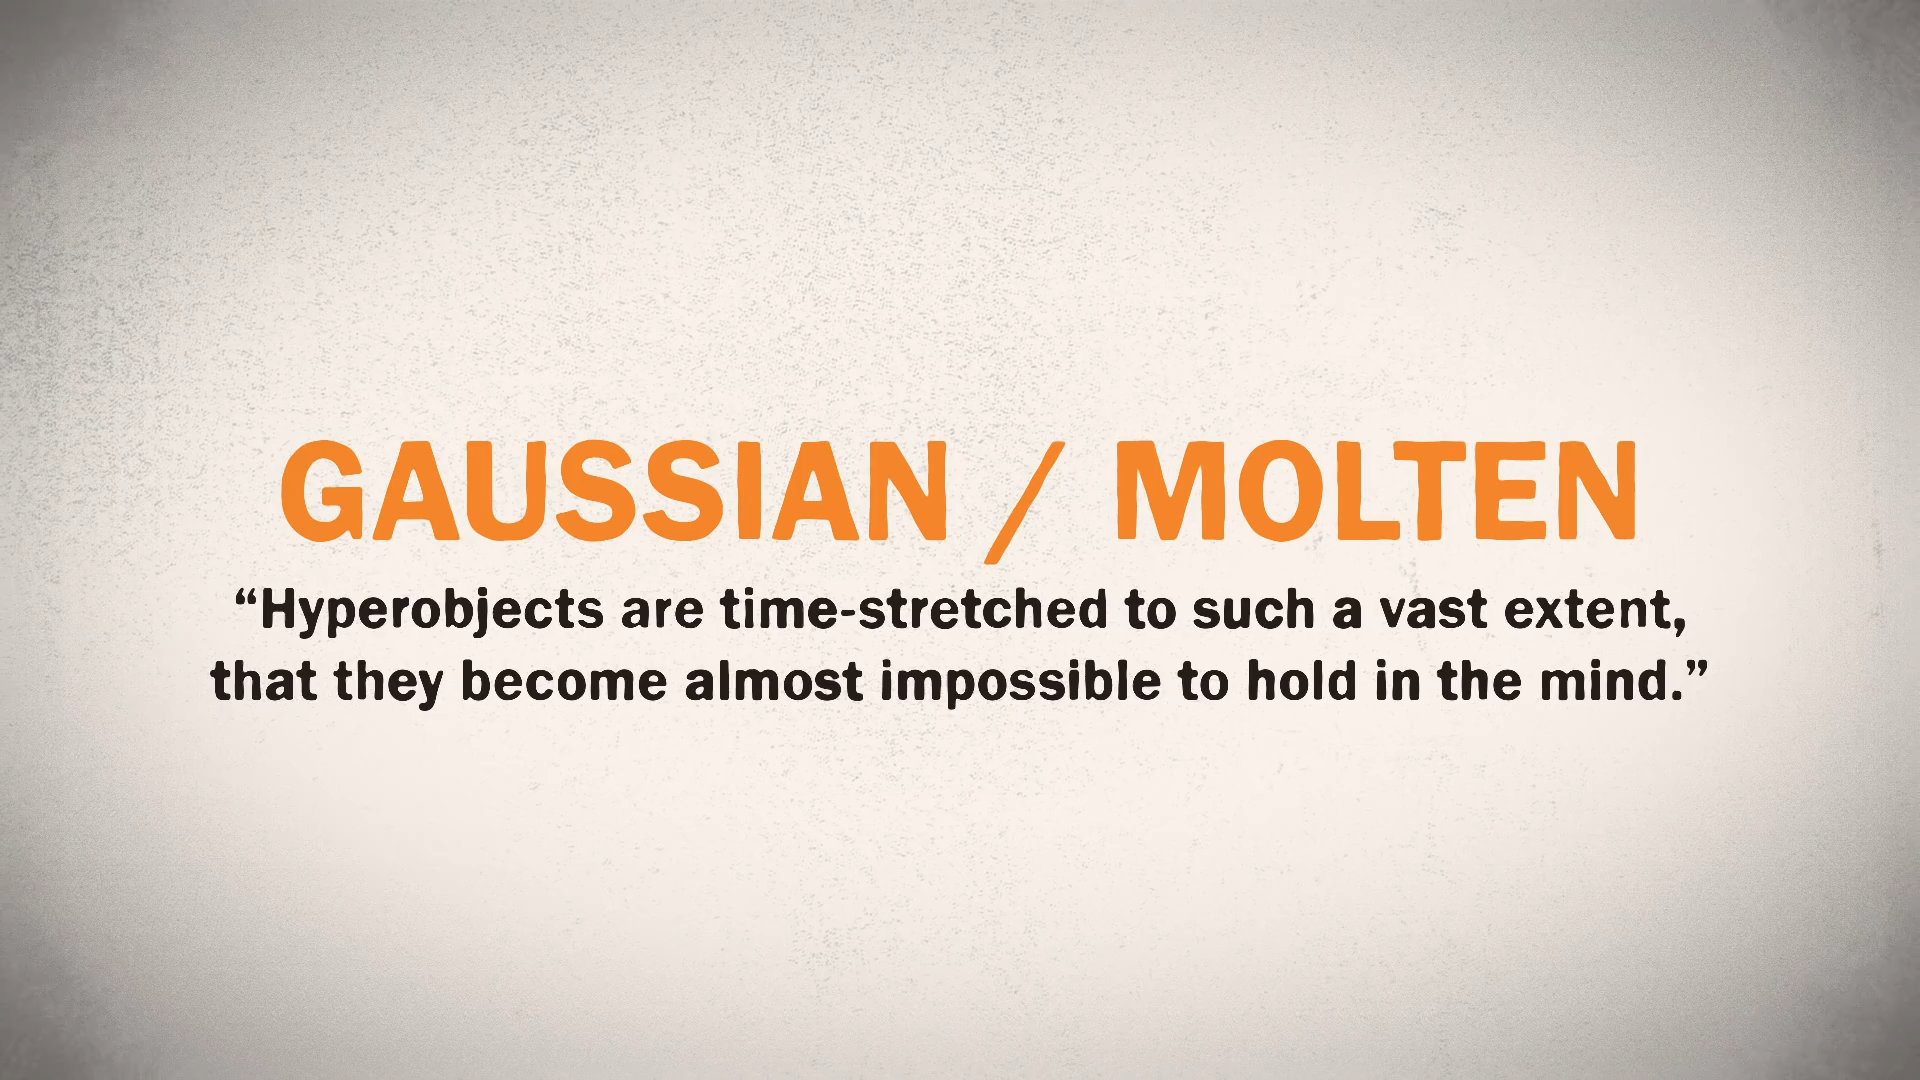 GAUSSIAN / MOLTEN
“Hyperobjects are time-stretched to such a vast extent,
that they become almost impossible to hold in the mind.”